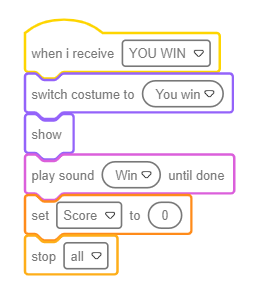 when i receive YOU WIN
switch costume to You win
show
play sound Win until done
set Score to 0
stop all